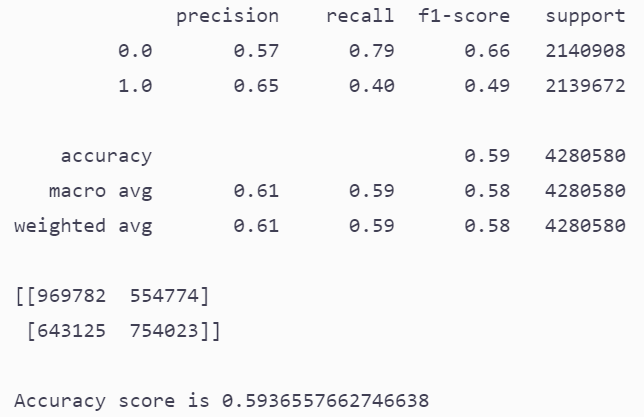 precision recall f1-score support
0.0 0.57 0.79 0.66 2140908
1.0 0.65 0.40 0.49 2139672
accuracy 0.59 4280580
macro avg 0.61 0.59 0.58 4280580
weighted avg 0.61 0.59 0.58 4280580
[[969782 554774]
[643125 754023]]
Accuracy score is 0.5936557662746638